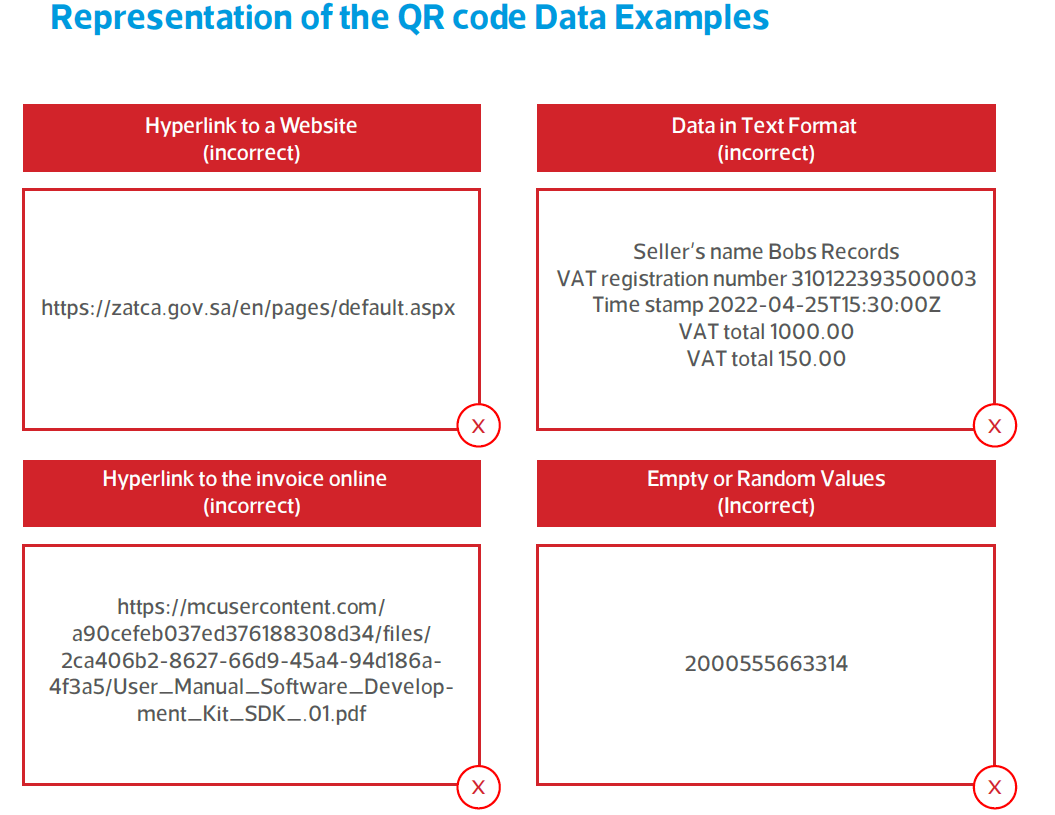 Representation of the QR code Data Examples
Hyperlink to a Website
(incorrect)
https://zatca.gov.sa/en/pages/default.aspx
X
Data in Text Format
(incorrect)
Seller's name Bobs Records
VAT registration number 310122393500003
Time stamp 2022-04-25T15:30:00Z
VAT total 1000.00
VAT total 150.00
X
Hyperlink to the invoice online
(incorrect)
https://mcusercontent.com/
a90cefeb037ed376188308d34/files/
2ca406b2-8627-66d9-45a4-94d186a-
4f3a5/User_Manual_Software_Develop-
ment_Kit_SDK_.01.pdf
X
Empty or Random Values
(Incorrect)
2000555663314
X